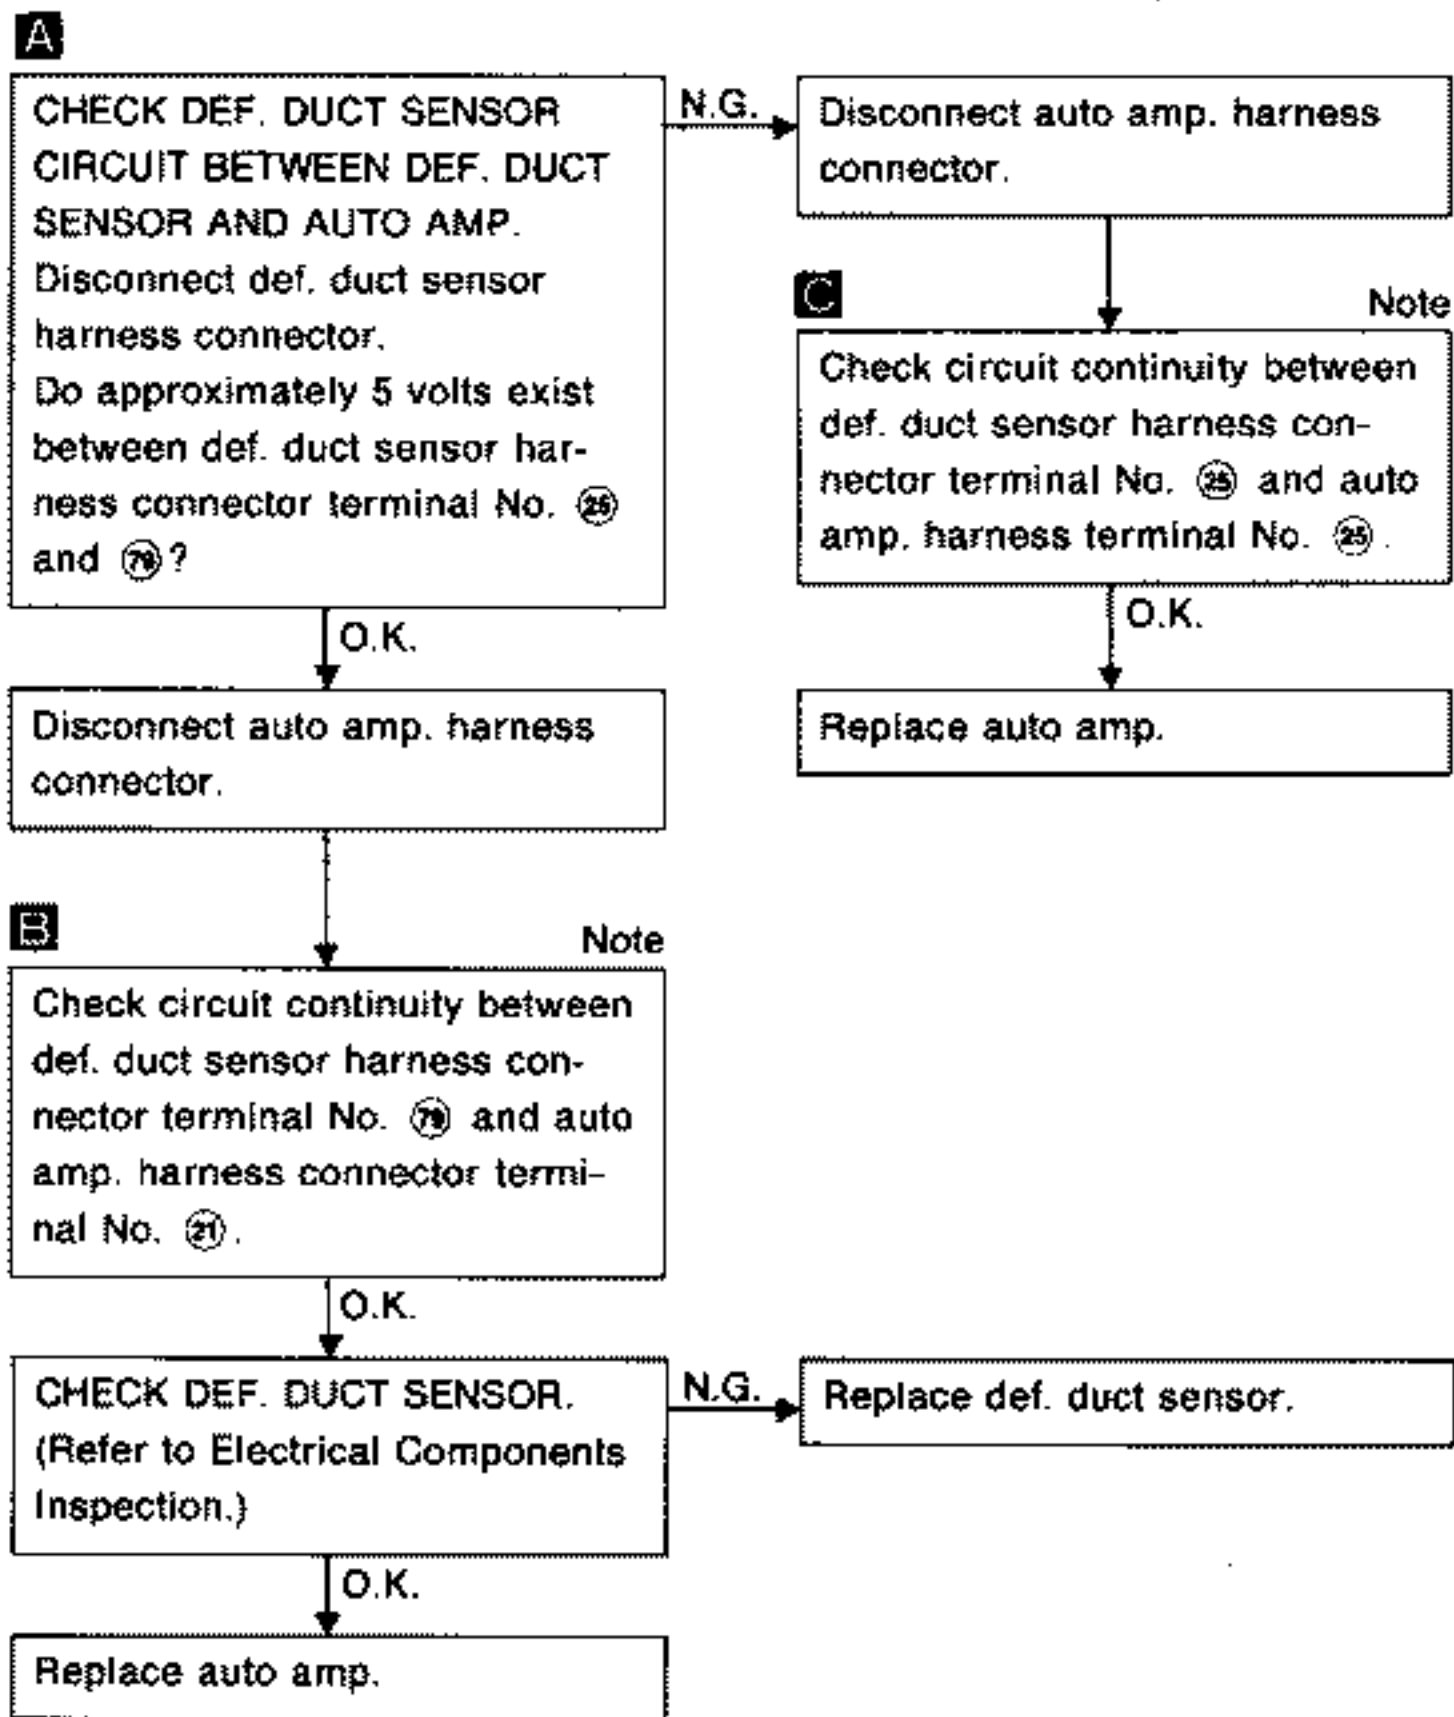 A
CHECK DEF. DUCT SENSOR
CIRCUIT BETWEEN DEF. DUCT
SENSOR AND AUTO AMP.
Disconnect def. duct sensor
harness connector.
Do approximately 5 volts exist
between def. duct sensor har-
ness connector terminal No. 25
and 79?
N.G.
Disconnect auto amp. harness
connector.
C
Note
Check circuit continuity between
def. duct sensor harness con-
nector terminal No. 25 and auto
amp. harness terminal No. 25.
O.K.
Replace auto amp.
O.K.
Disconnect auto amp. harness
connector.
B
Note
Check circuit continuity between
def. duct sensor harness con-
nector terminal No. 79 and auto
amp. harness connector termi-
nal No. 21.
O.K.
CHECK DEF. DUCT SENSOR.
(Refer to Electrical Components
Inspection.)
N.G.
Replace def. duct sensor.
O.K.
Replace auto amp.